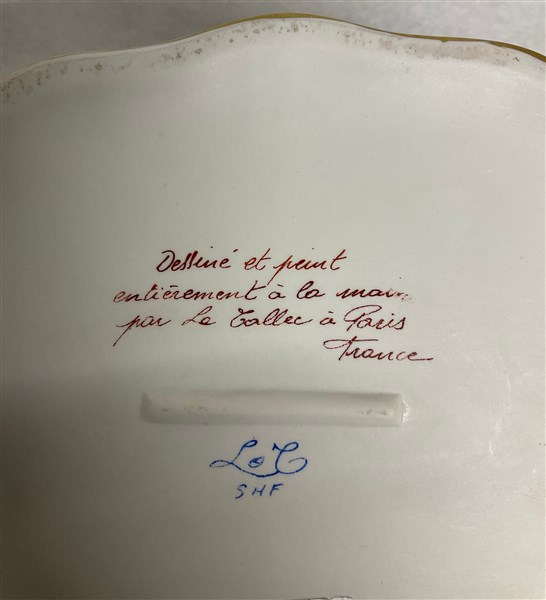 Dessiné et peint
entièrement à la main
par Le Tallec à Paris
France
LeT
SHF